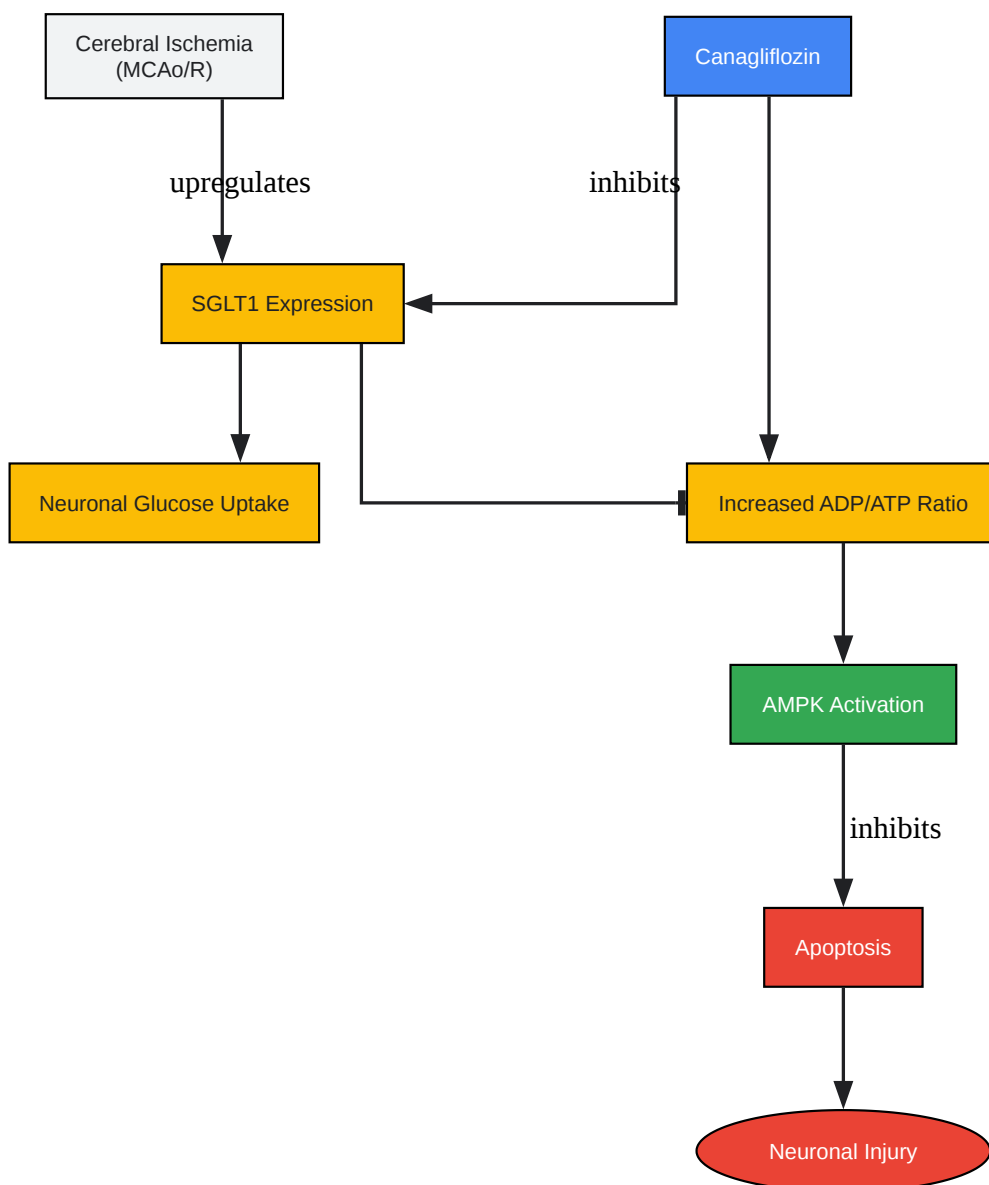 Cerebral Ischemia
(MCAo/R)
Canagliflozin
upregulates
inhibits
SGLT1 Expression
Neuronal Glucose Uptake
Increased ADP/ATP Ratio
AMPK Activation
inhibits
Apoptosis
Neuronal Injury